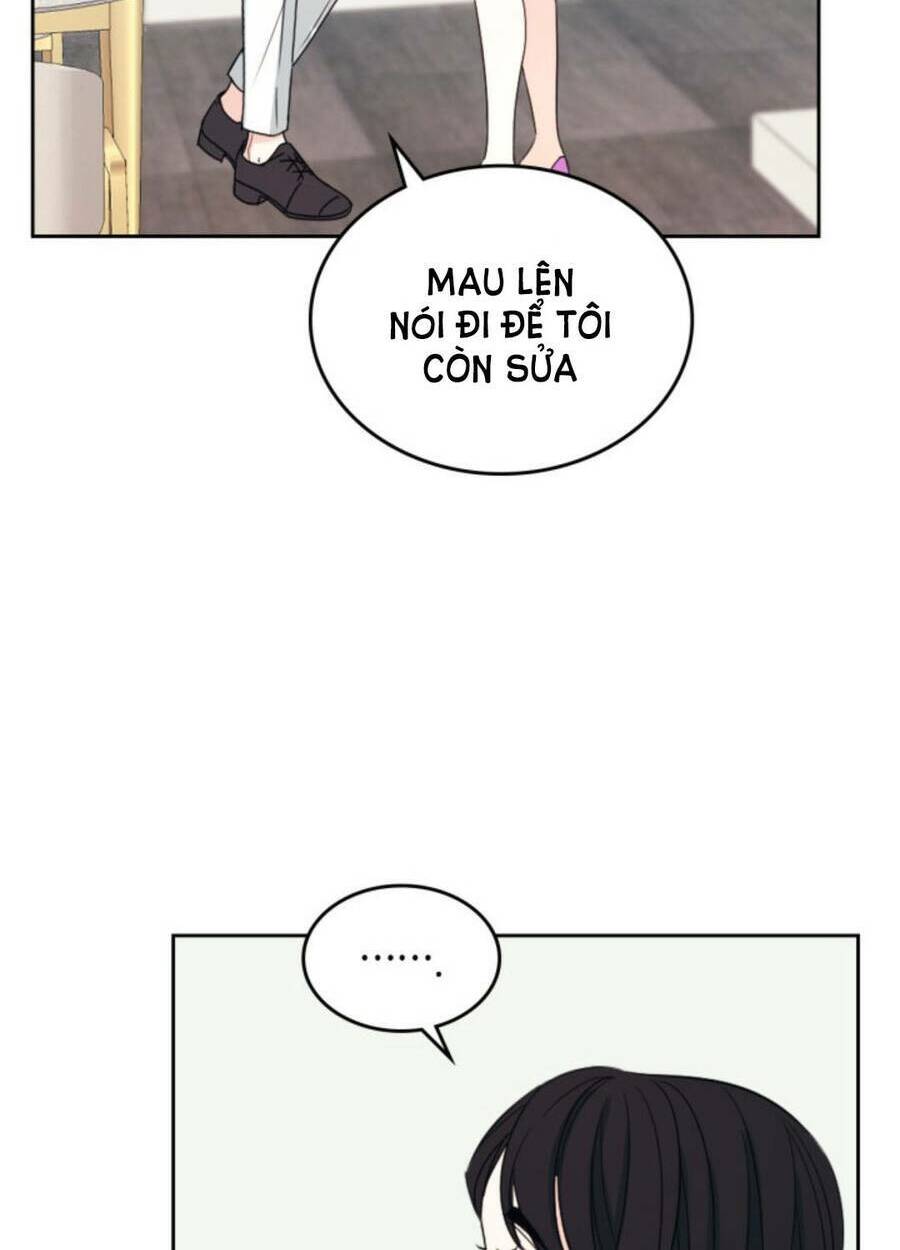 MAU LÊN
NÓI ĐI ĐỂ TÔI
CÒN SỬA
.......